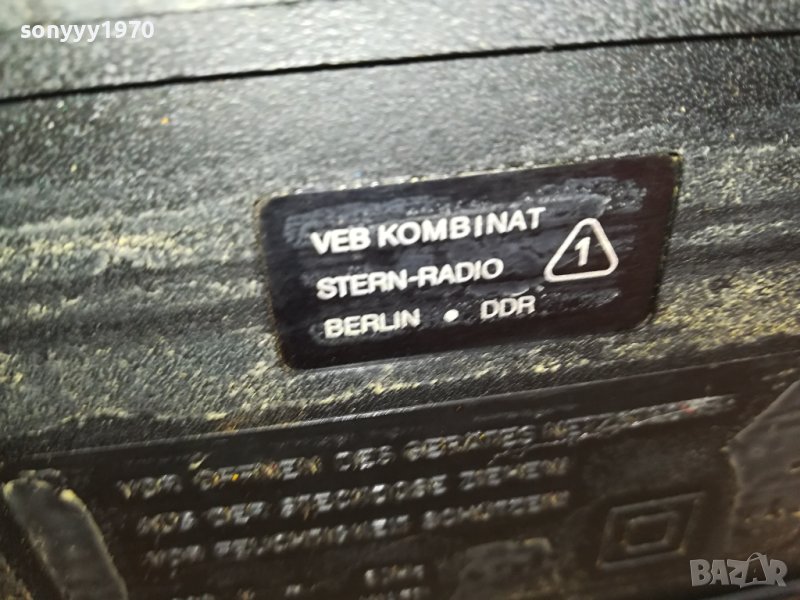 sonyyy1970
VEB KOMBINAT
STERN-RADIO
BERLIN • DDR
1
VOR ÖFFNEN DES GERÄTES
AUS DER STECKDOSE ZIEHEN!
VOR FEUCHTIGKEIT SCHÜTZEN!
BAZAR